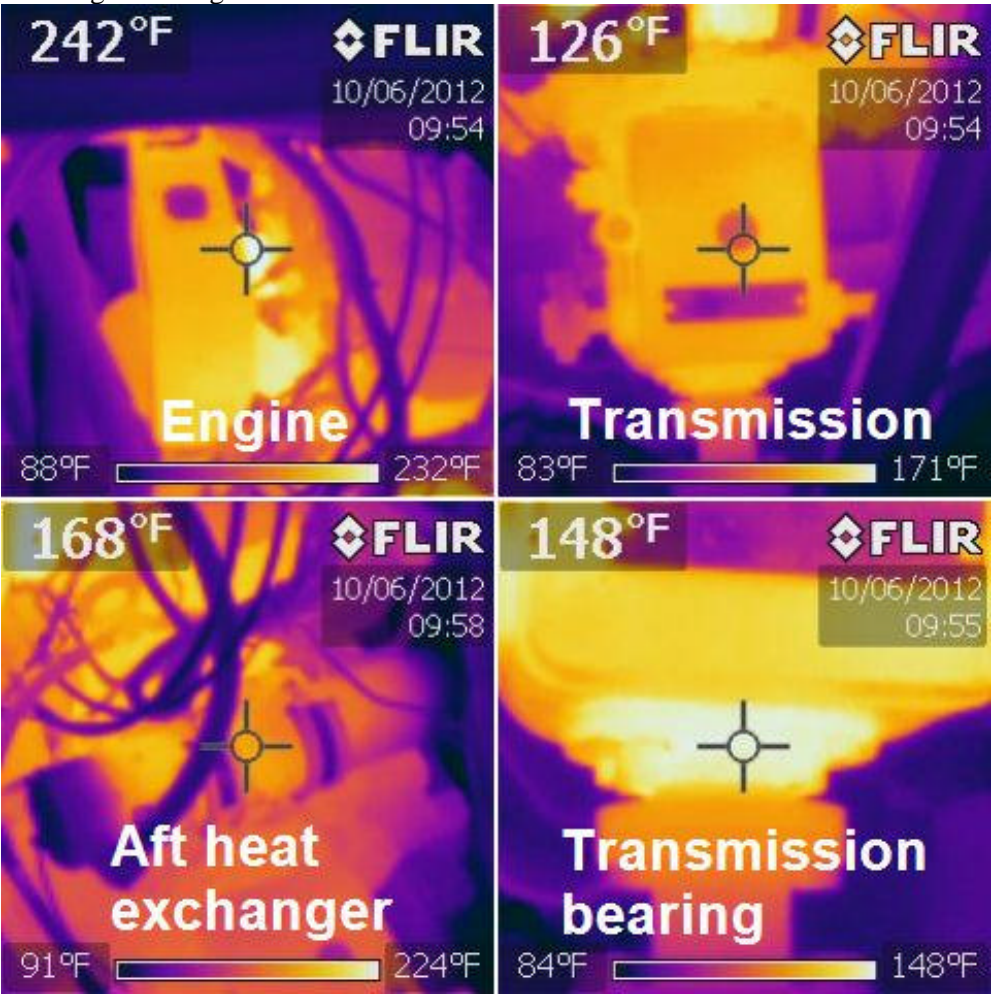 242°F
FLIR
10/06/2012
09:54
Engine
88°F 232°F
126°F
FLIR
10/06/2012
09:54
Transmission
83°F 171°F
168°F
FLIR
10/06/2012
09:58
Aft heat
exchanger
91°F 224°F
148°F
FLIR
10/06/2012
09:55
Transmission
bearing
84°F 148°F